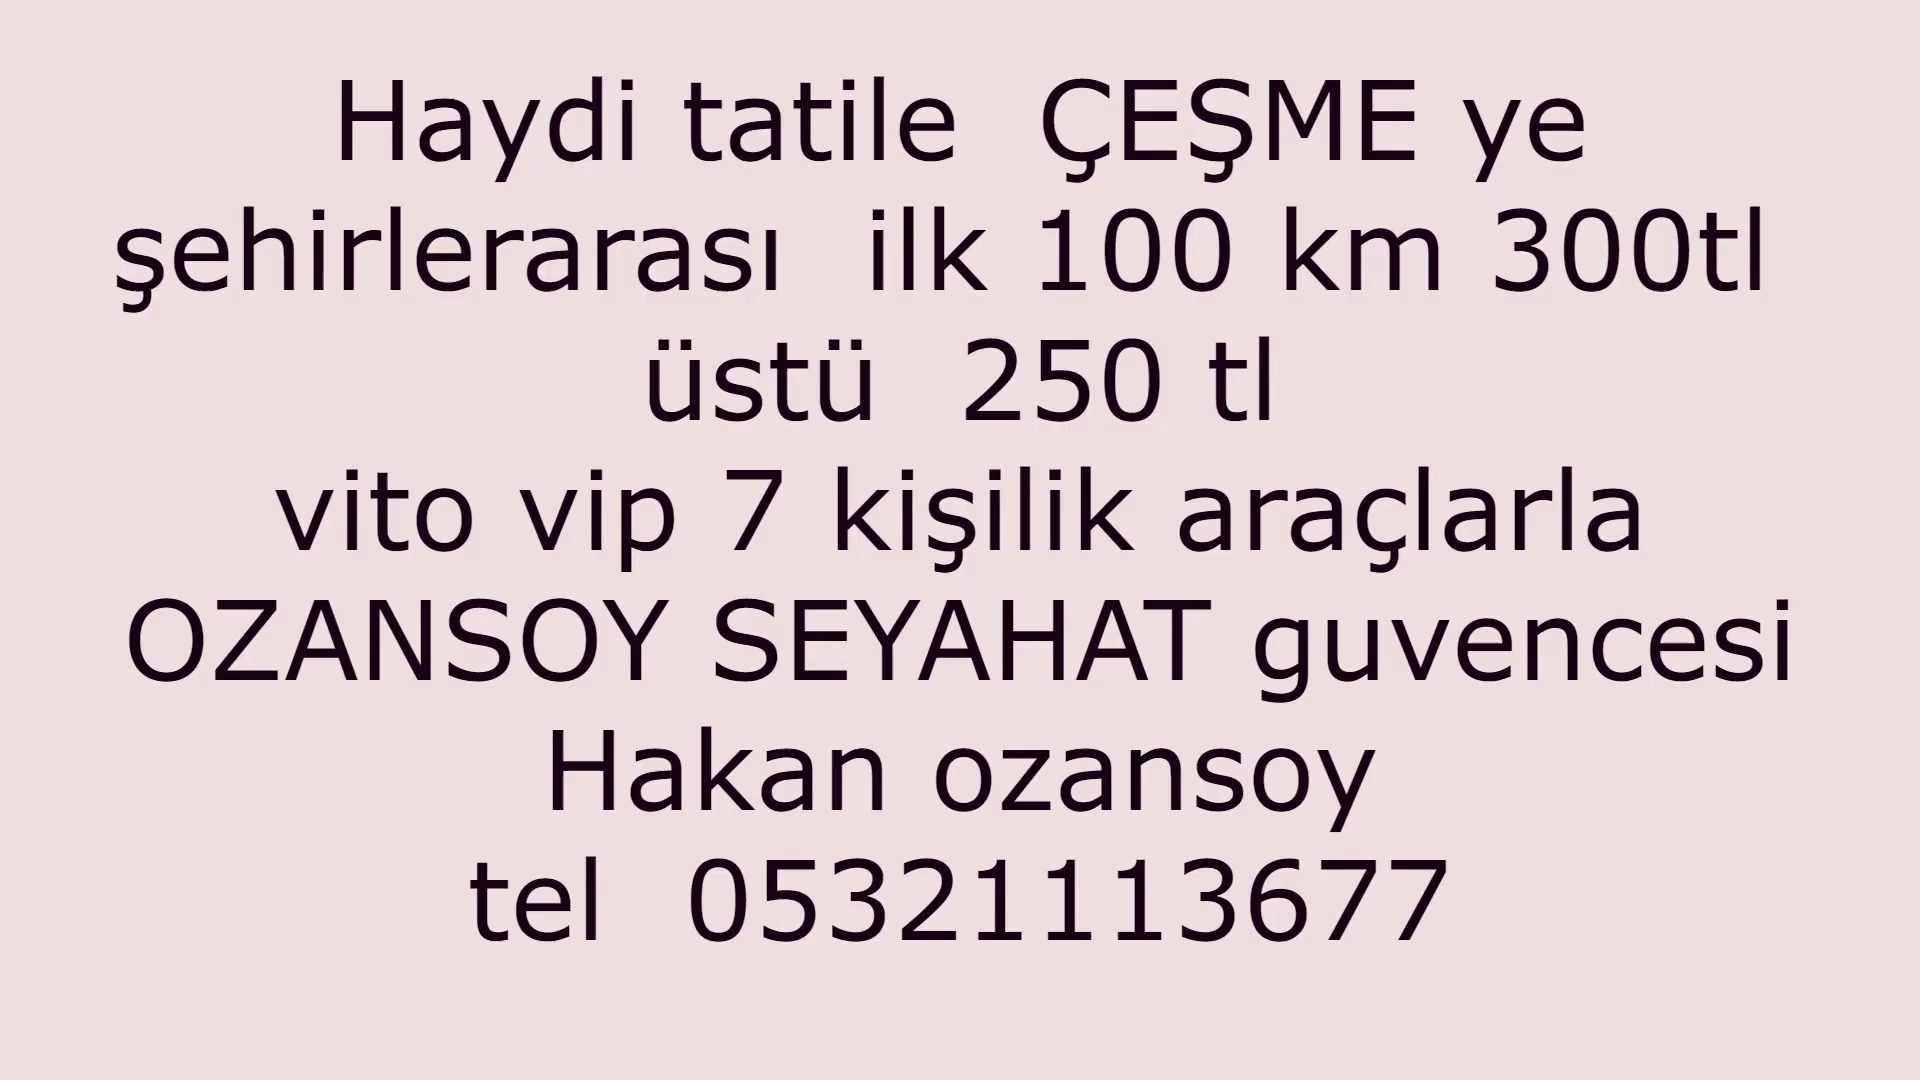 Haydi tatile ÇEŞME ye
şehirlerarası ilk 100 km 300tl
üstü 250 tl
vito vip 7 kişilik araçlarla
OZANSOY SEYAHAT guvencesi
Hakan ozansoy
tel 05321113677